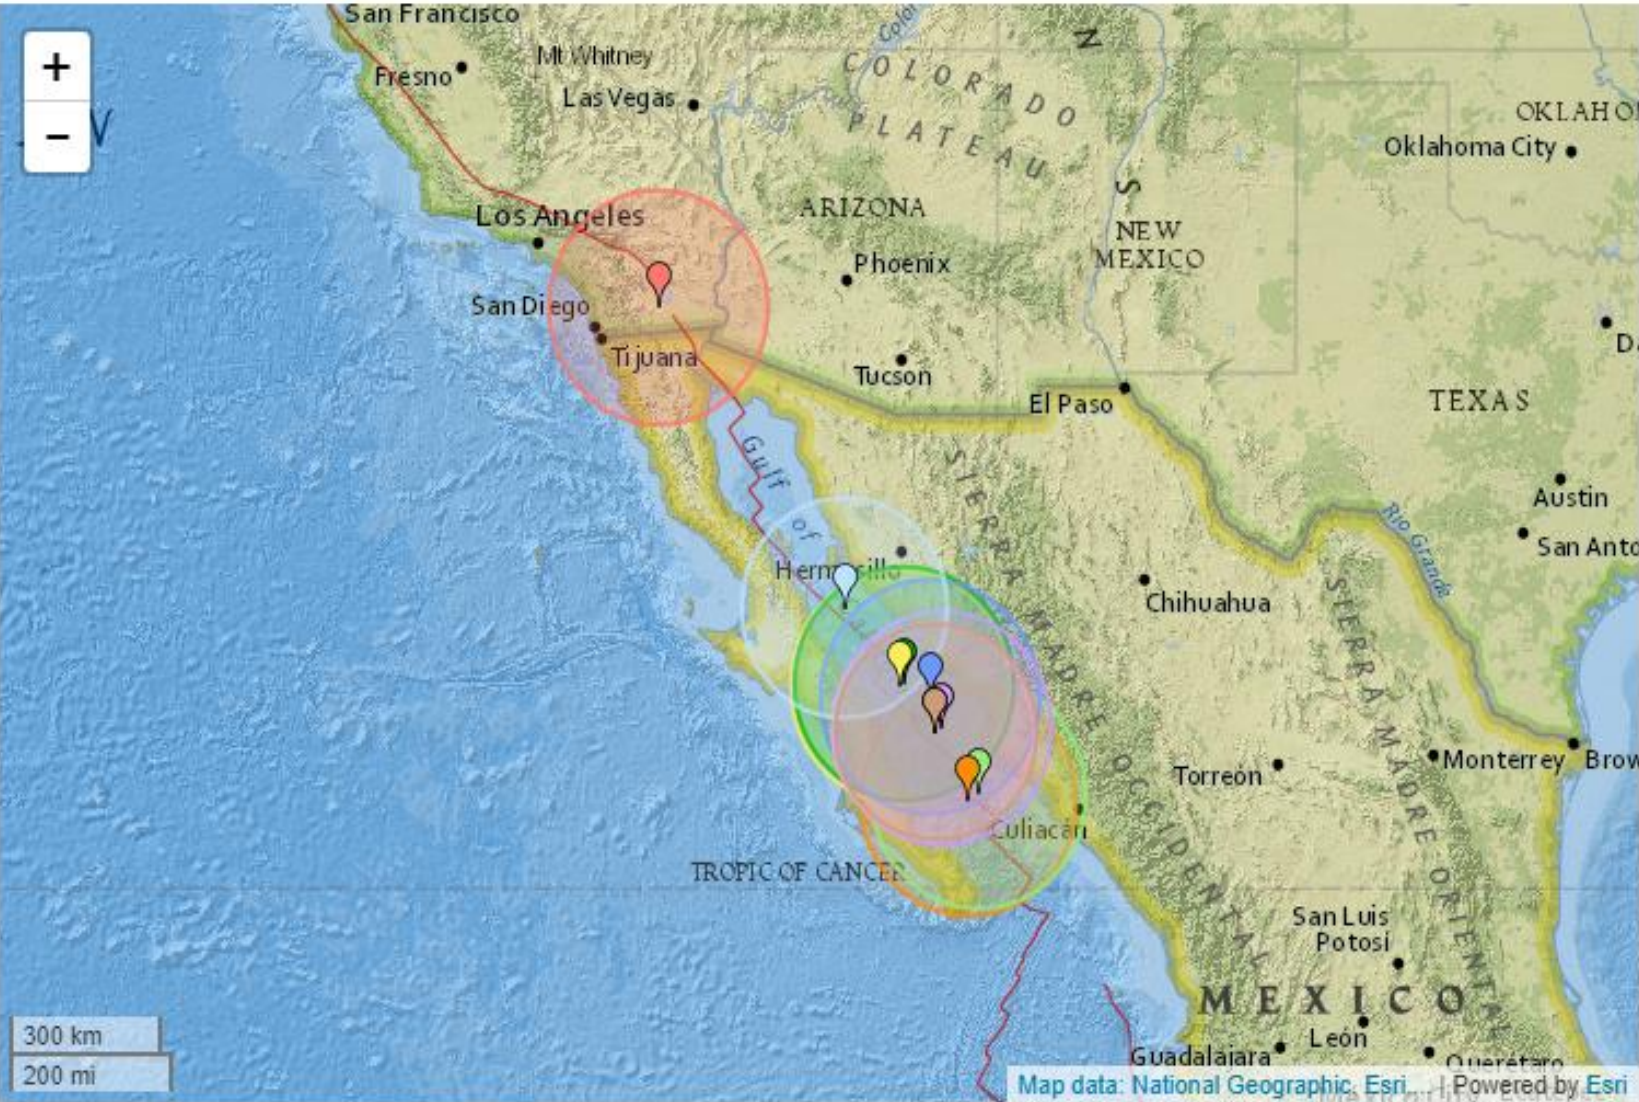 San Francisco
+
Mt Whitney
Fresno
Las Vegas
COLORADO
PLATEAU
N
OKLAHO
Oklahoma City
−
Los Angeles
ARIZONA
S
NEW
MEXICO
Phoenix
San Diego
Tijuana
Tucson
El Paso
TEXAS
Gulf
of
SIERRA MADRE OCCIDENTAL
Rio Grande
Austin
San Anto
Hermosillo
Chihuahua
SIERRA MADRE ORIENTAL
Torreón
Monterrey
Brow
Culiacán
TROPIC OF CANCER
San Luis
Potosí
MEXICO
León
Guadalajara
Querétaro
300 km
200 mi
Map data: National Geographic, Esri,... | Powered by Esri